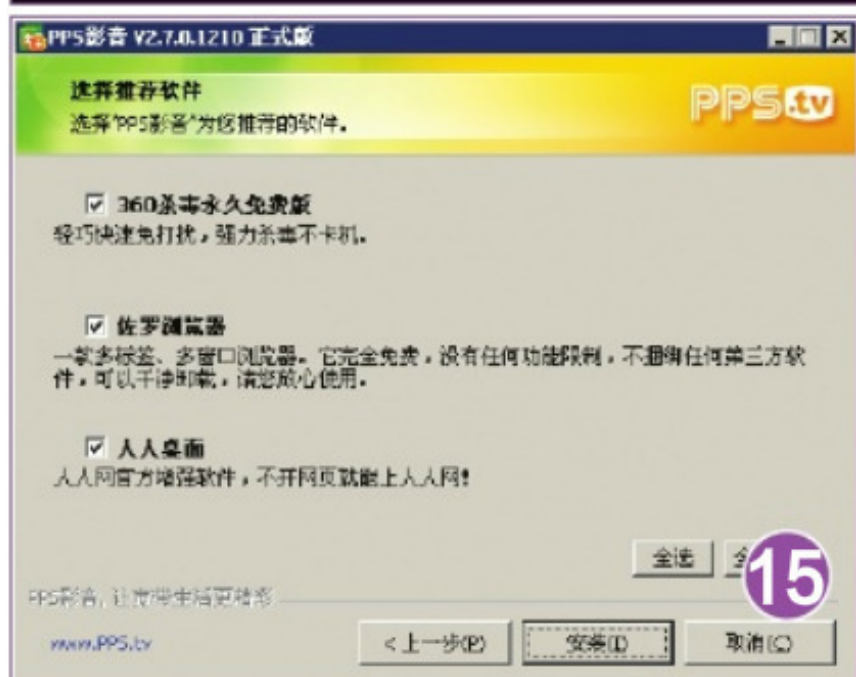 PPS影音 V2.7.0.1210 正式版
选择推荐软件
选择"PPS影音"为您推荐的软件。
PPS.tv
360杀毒永久免费版
轻巧快速免打扰，强力杀毒不卡机。
佐罗浏览器
一款多标签、多窗口浏览器。它完全免费，没有任何功能限制，不捆绑任何第三方软
件，可以干净卸载，请您放心使用。
人人桌面
人人网官方增强软件，不开网页就能上人人网！
全选
15
PPS影音, 让宽带生活更精彩
www.PPS.tv
<上一步(P)
安装(I)
取消(C)